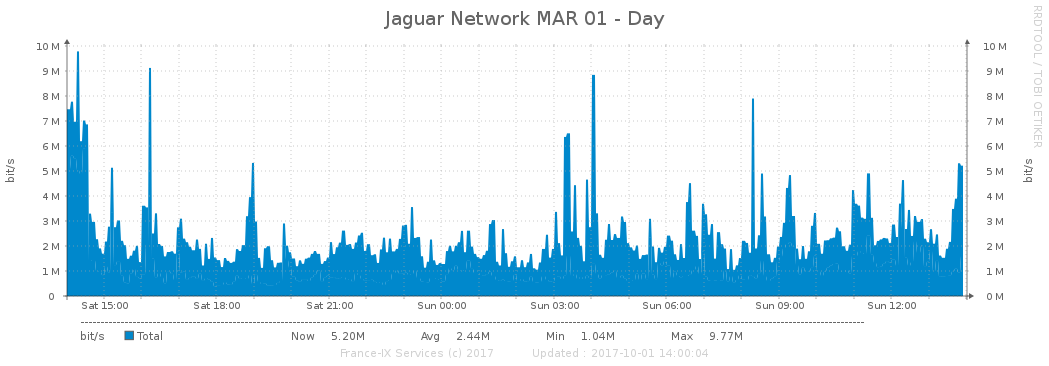 Jaguar Network MAR 01 - Day
RRDTOOL / TOBI OETIKER
10 M 10 M
9 M 9 M
8 M 8 M
7 M 7 M
6 M 6 M
5 M 5 M
4 M 4 M
3 M 3 M
2 M 2 M
1 M 1 M
0 0 M
bit/s
bit/s
Sat 15:00 Sat 18:00 Sat 21:00 Sun 00:00 Sun 03:00 Sun 06:00 Sun 09:00 Sun 12:00
bit/s Total Now 5.20M Avg 2.44M Min 1.04M Max 9.77M
France-IX Services (c) 2017 Updated : 2017-10-01 14:00:04